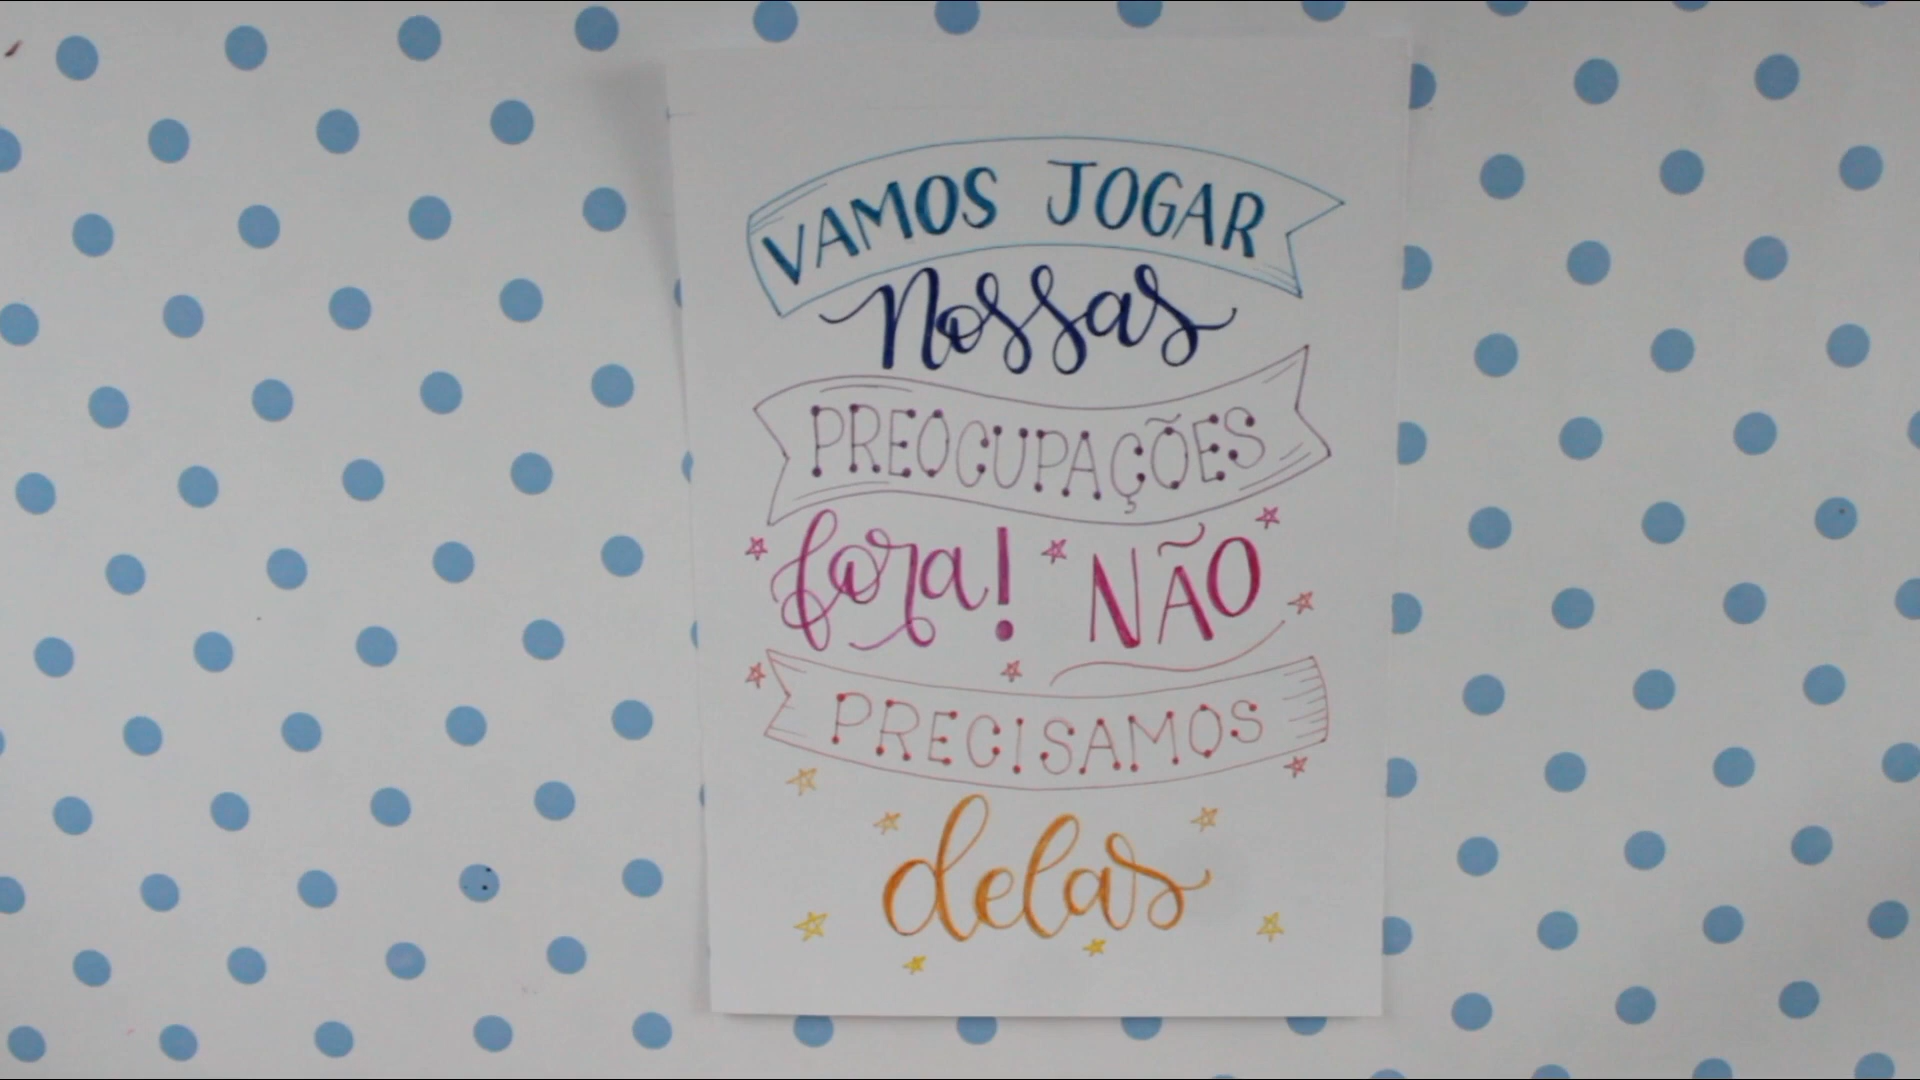 VAMOS JOGAR
Nossas
PREOCUPAÇÕES
fora! NÃO
PRECISAMOS
delas